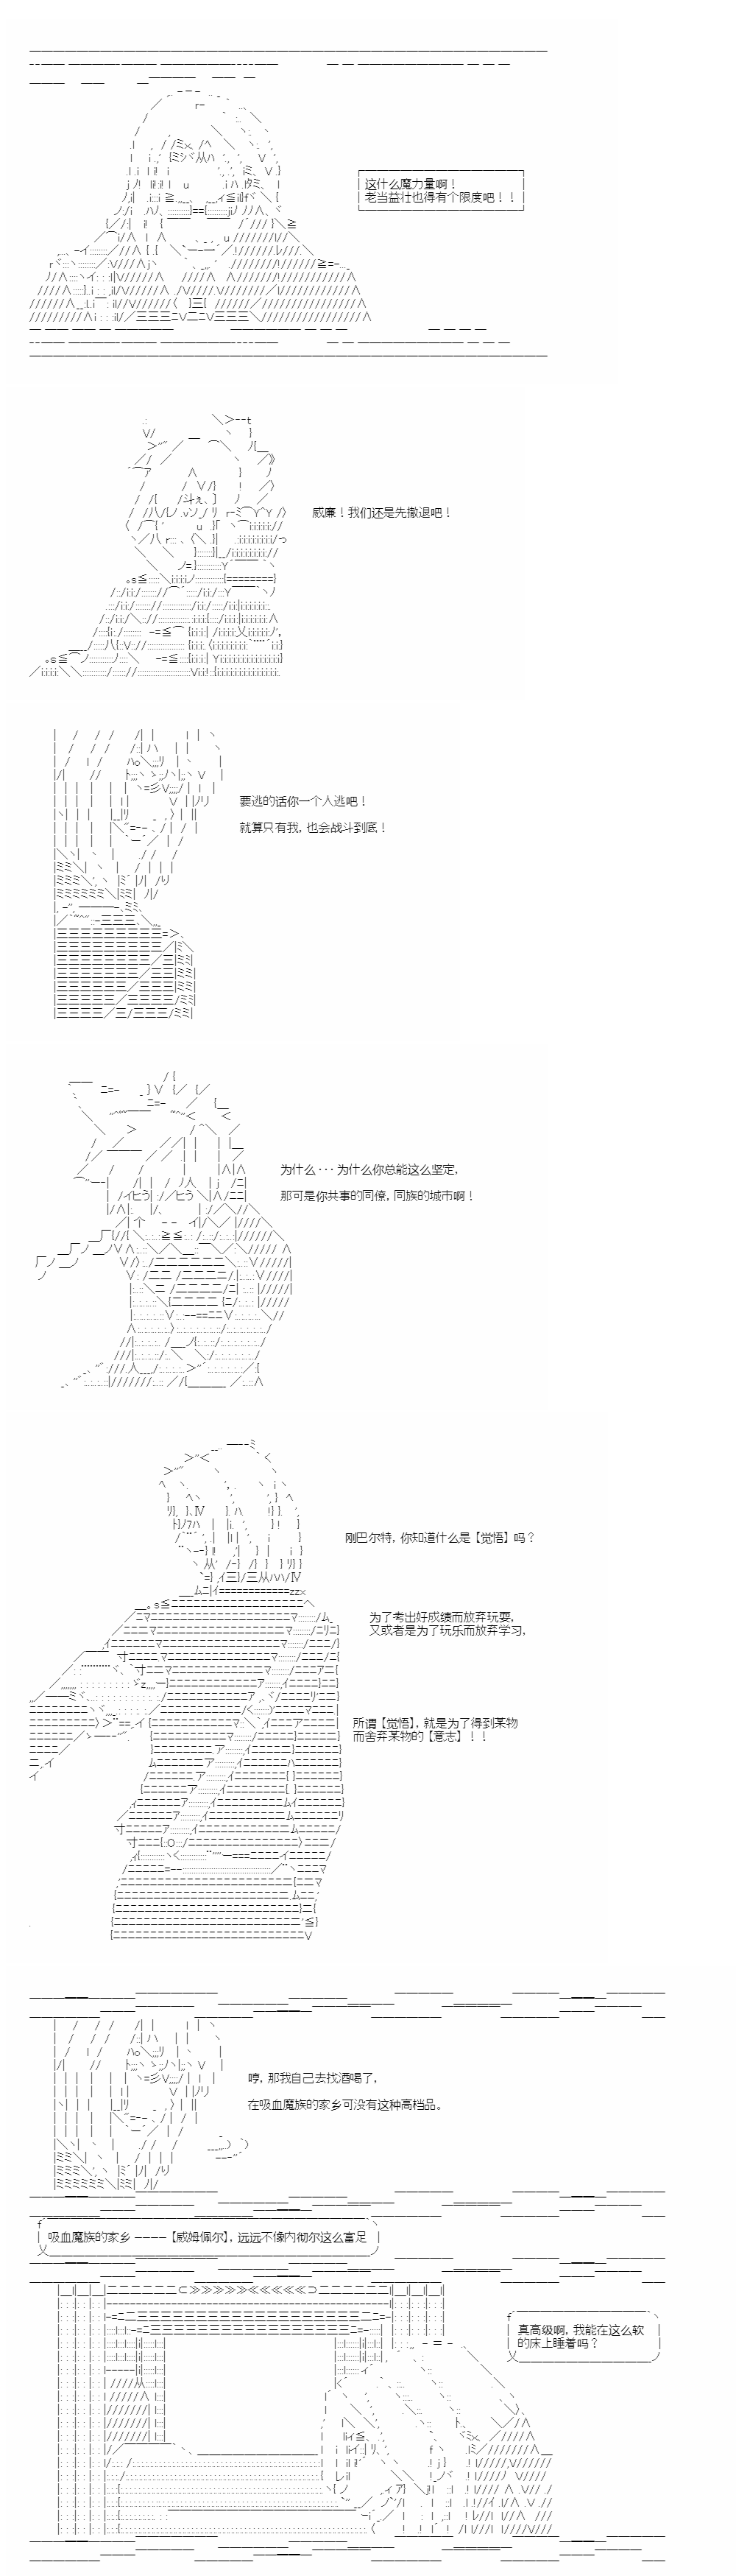 这什么魔力量啊！
老当益壮也得有个限度吧！！
威廉！我们还是先撤退吧！
要逃的话你一个人逃吧！
就算只有我，也会战斗到底！
为什么···为什么你总能这么坚定，
那可是你共事的同僚，同族的城市啊！
刚巴尔特，你知道什么是【觉悟】吗？
为了考出好成绩而放弃玩耍，
又或者是为了玩乐而放弃学习，
所谓【觉悟】，就是为了得到某物
而舍弃某物的【意志】！！
哼，那我自己去找酒喝了，
在吸血魔族的家乡可没有这种高档品。
吸血魔族的家乡 ――――【威姆佩尔】，远远不像内彻尔这么富足
真高级啊，我能在这么软
的床上睡着吗？